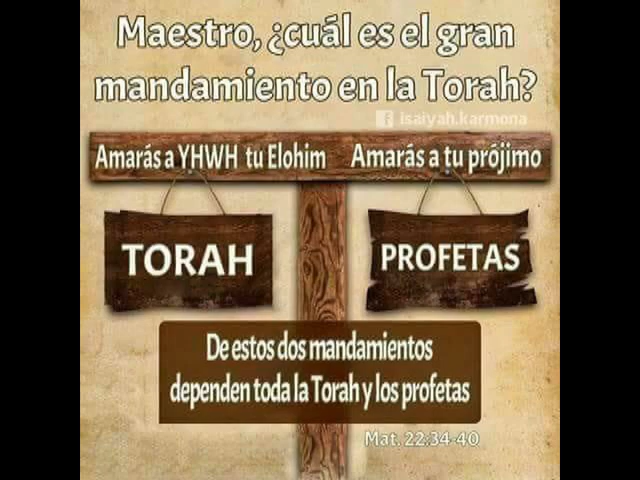 Maestro, ¿cuál es el gran
mandamiento en la Torah?
isaiyah.karmona
Amarás a YHWH tu Elohim
Amarás a tu prójimo
TORAH
PROFETAS
De estos dos mandamientos
dependen toda la Torah y los profetas
Mat. 22:34-40